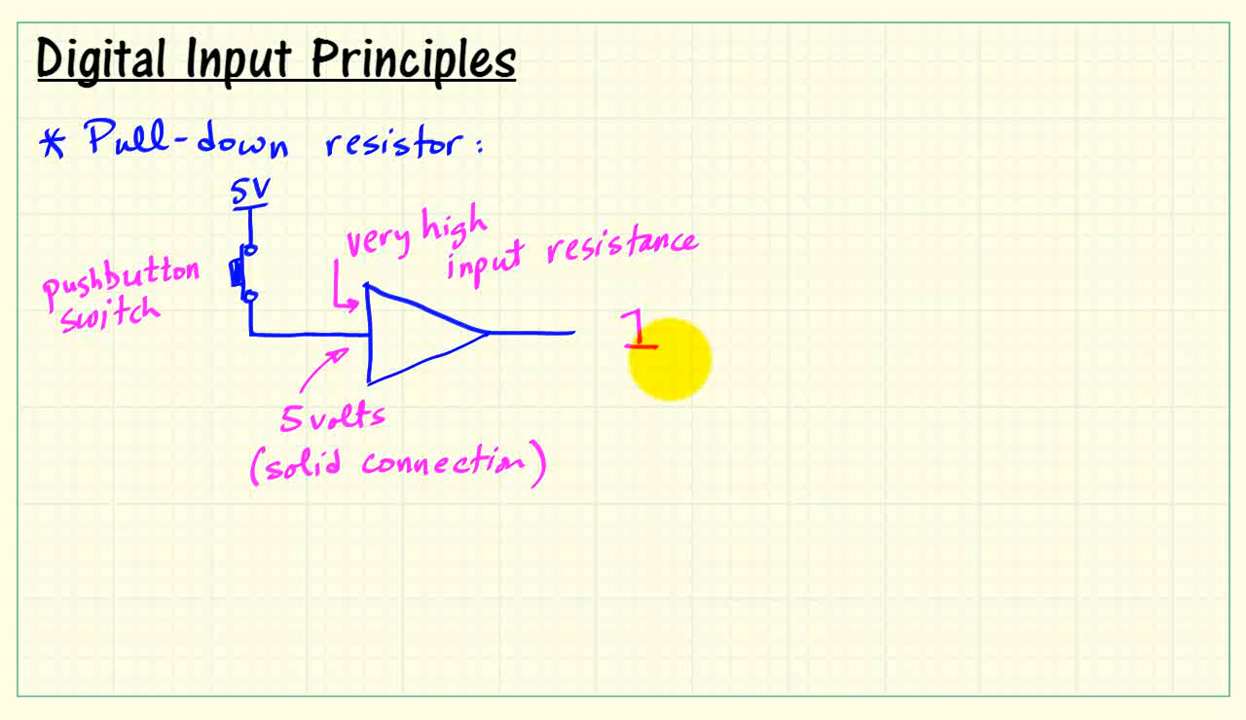 Digital Input Principles
* Pull-down resistor:
5V
very high
input resistance
pushbutton
switch
1
5 volts
(solid connection)